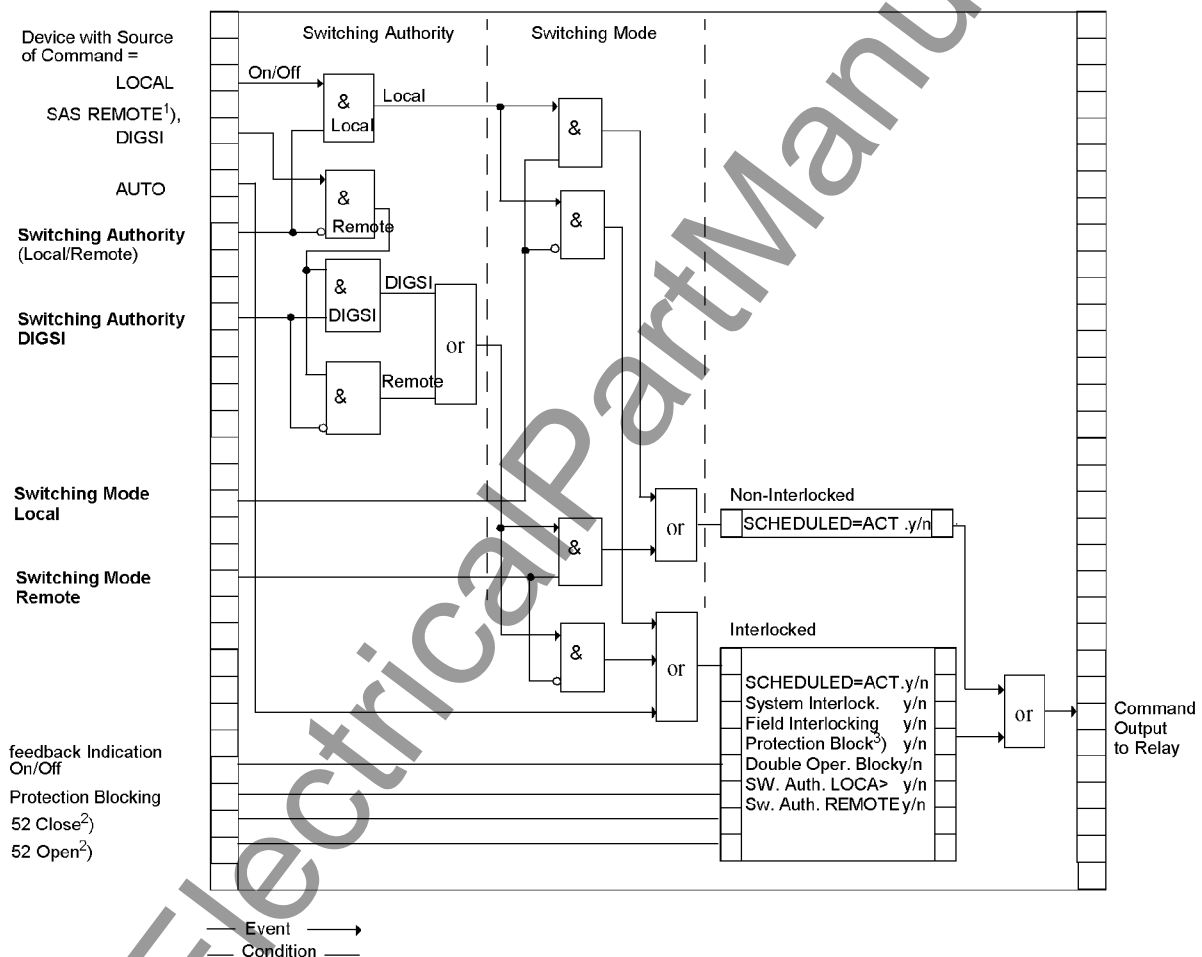 Switching Authority
Switching Mode
Device with Source
of Command =
LOCAL
On/Off
&
Local
Local
SAS REMOTE1),
DIGSI
&
AUTO
&
Remote
&
Switching Authority
(Local/Remote)
&
DIGSI
DIGSI
Switching Authority
DIGSI
or
&
Remote
Switching Mode
Local
or
Non-Interlocked
SCHEDULED=ACT .y/n
&
Switching Mode
Remote
Interlocked
&
or
SCHEDULED=ACT.y/n
System Interlock. y/n
Field Interlocking y/n
Protection Block3) y/n
Double Oper. Blocky/n
SW. Auth. LOCA> y/n
Sw. Auth. REMOTEy/n
or
Command
Output
to Relay
feedback Indication
On/Off
Protection Blocking
52 Close2)
52 Open2)
Event
Condition
ElectricalPartManu